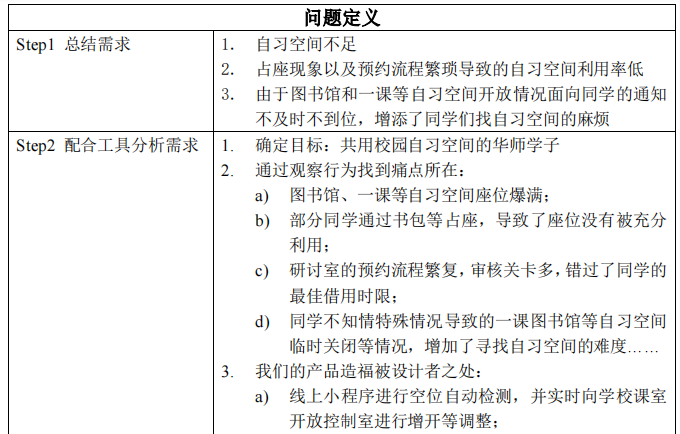 问题定义
Step1 总结需求
1. 自习空间不足
2. 占座现象以及预约流程繁琐导致的自习空间利用率低
3. 由于图书馆和一课等自习空间开放情况面向同学的通知
不及时不到位，增添了同学们找自习空间的麻烦
Step2 配合工具分析需求
1. 确定目标：共用校园自习空间的华师学子
2. 通过观察行为找到痛点所在：
a) 图书馆、一课等自习空间座位爆满；
b) 部分同学通过书包等占座，导致了座位没有被充分
利用；
c) 研讨室的预约流程繁复，审核关卡多，错过了同学的
最佳借用时限；
d) 同学不知情特殊情况导致的一课图书馆等自习空间
临时关闭等情况，增加了寻找自习空间的难度……
3. 我们的产品造福被设计者之处：
a) 线上小程序进行空位自动检测，并实时向学校课室
开放控制室进行增开等调整；